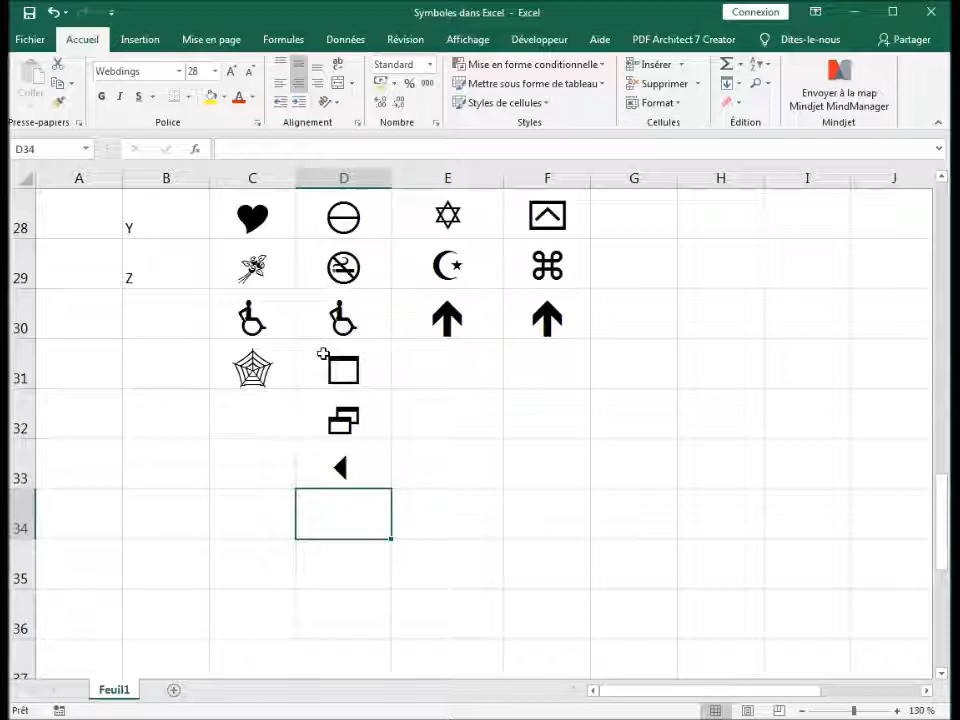 Symboles dans Excel - Excel
Connexion
Fichier Accueil Insertion Mise en page Formules Données Révision Affichage Développeur Aide PDF Architect 7 Creator Dites-le-nous Partager
Coller
Webdings 28 A A
G I S A
Standard
% 000
Mise en forme conditionnelle
Mettre sous forme de tableau
Styles de cellules
Insérer
Supprimer
Format
Envoyer à la map
Mindjet MindManager
Presse-papiers Police Alignement Nombre Styles Cellules Édition Mindjet
D34 fx
A B C D E F G H I J
28 Y
29 Z
30
31
32
33
34
35
36
37
Feuil1
Prêt 130 %